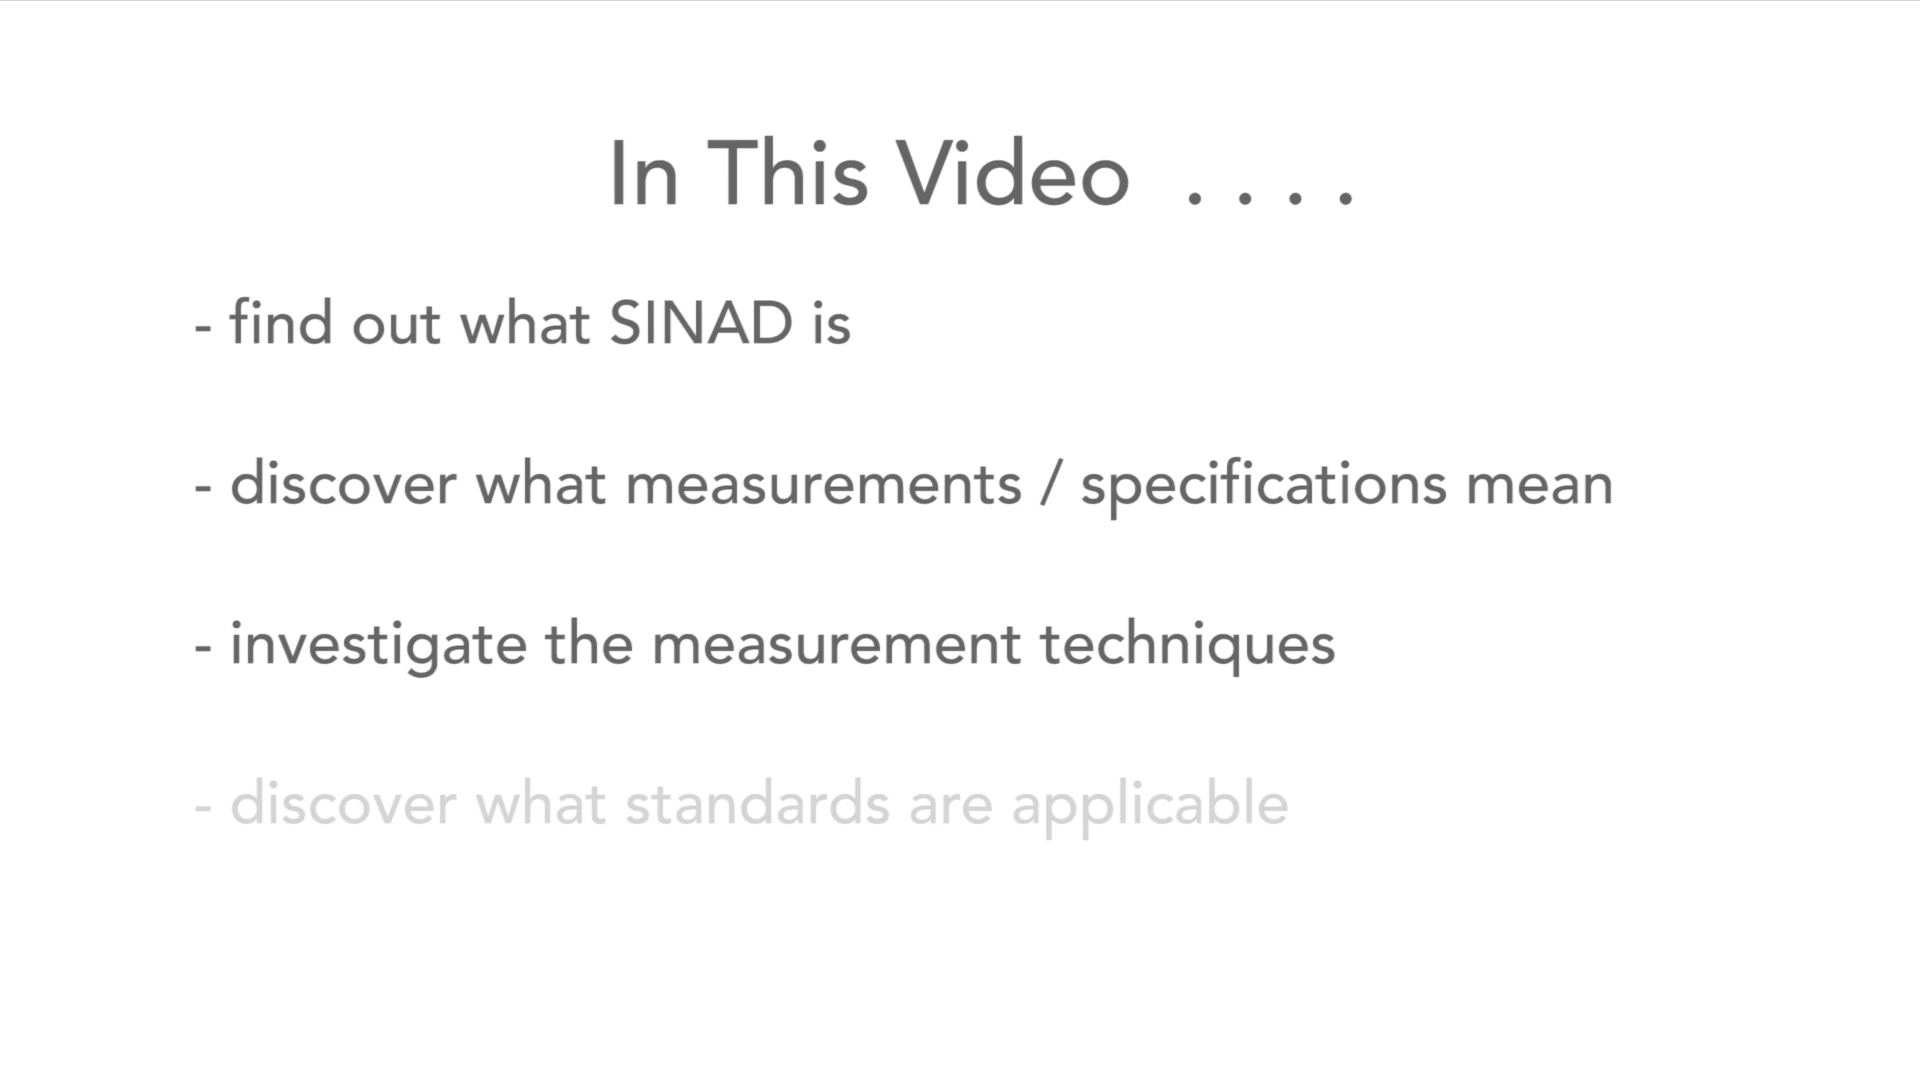 In This Video . . . .
- find out what SINAD is
- discover what measurements / specifications mean
- investigate the measurement techniques
- discover what standards are applicable